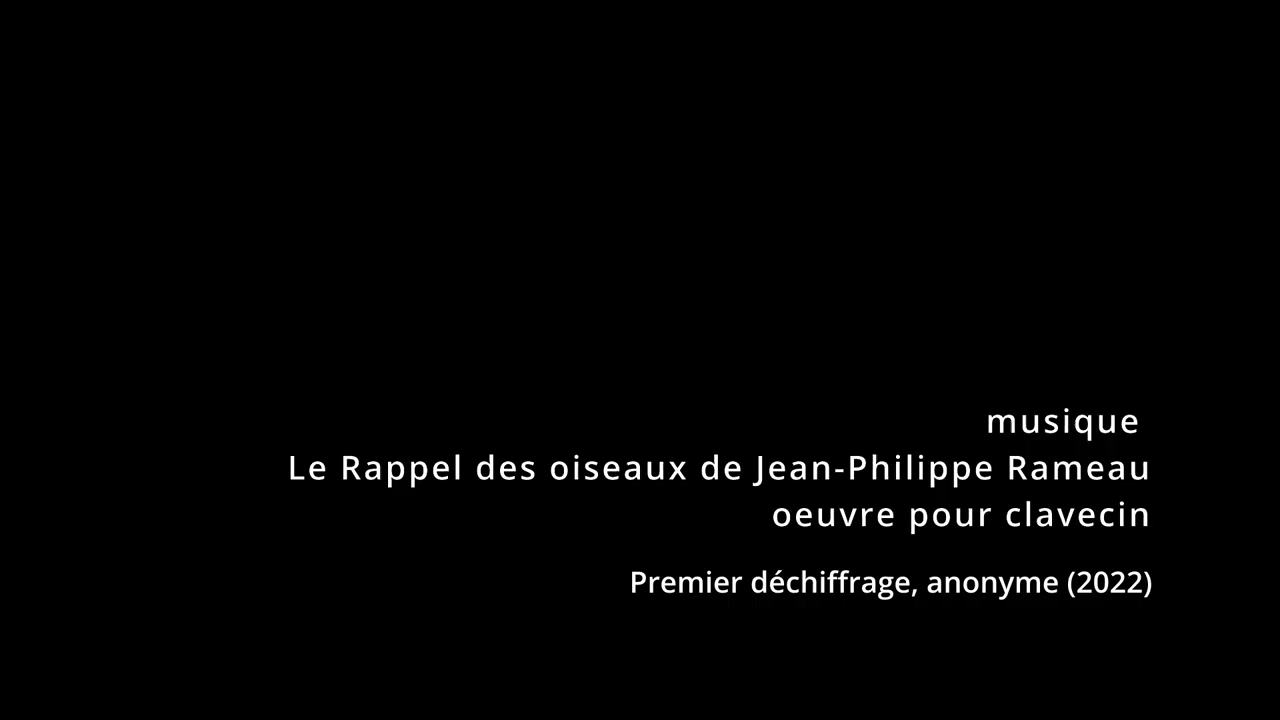 musique
Le Rappel des oiseaux de Jean-Philippe Rameau
oeuvre pour clavecin
Premier déchiffrage, anonyme (2022)